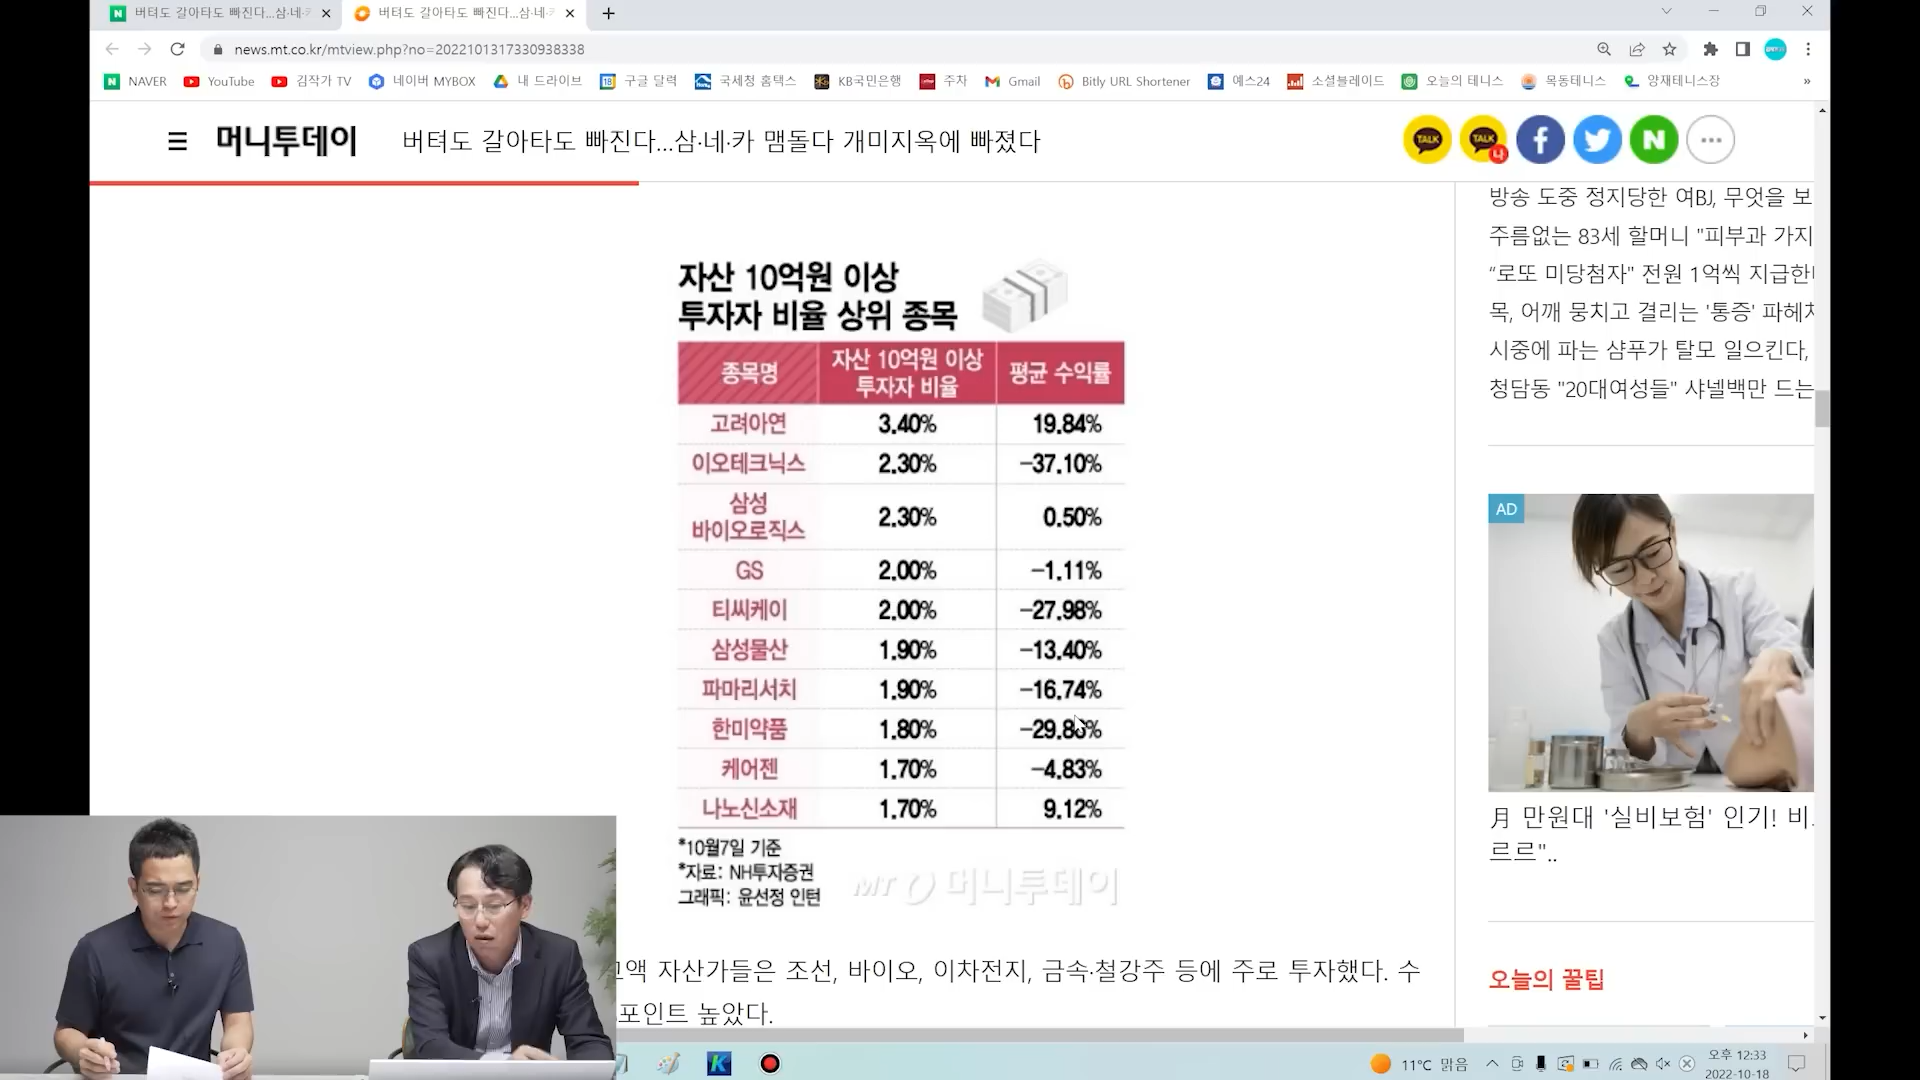 버텨도 갈아타도 빠진다...삼·네·카
버텨도 갈아타도 빠진다...삼·네·카
news.mt.co.kr/mtview.php?no=2022101317330938338
NAVER YouTube 김작가 TV 네이버 MYBOX 내 드라이브 구글 달력 국세청 홈택스 KB국민은행 주차 Gmail Bitly URL Shortener 예스24 소셜블레이드 오늘의 테니스 목동테니스 양재테니스장 »
머니투데이 버텨도 갈아타도 빠진다...삼·네·카 맴돌다 개미지옥에 빠졌다
TALK TALK 4 f N
자산 10억원 이상
투자자 비율 상위 종목
종목명 자산 10억원 이상 투자자 비율 평균 수익률
고려아연 3.40% 19.84%
이오테크닉스 2.30% -37.10%
삼성
바이오로직스 2.30% 0.50%
GS 2.00% -1.11%
티씨케이 2.00% -27.98%
삼성물산 1.90% -13.40%
파마리서치 1.90% -16.74%
한미약품 1.80%
케어젠 1.70% -4.83%
나노신소재 1.70% 9.12%
*10월7일 기준
*자료: NH투자증권
그래픽: 윤선정 인턴
MT 머니투데이
자산가들은 조선, 바이오, 이차전지, 금속·철강주 등에 주로 투자했다. 수
포인트 높았다.
방송 도중 정지당한 여BJ, 무엇을 보
주름없는 83세 할머니 "피부과 가지
“로또 미당첨자" 전원 1억씩 지급한
목, 어깨 뭉치고 결리는 '통증' 파헤
시중에 파는 샴푸가 탈모 일으킨다,
청담동 "20대여성들" 샤넬백만 드는
AD
月 만원대 '실비보험' 인기! 비
르르"..
오늘의 꿀팁
K
11°C 맑음
오후 12:33
2022-10-18